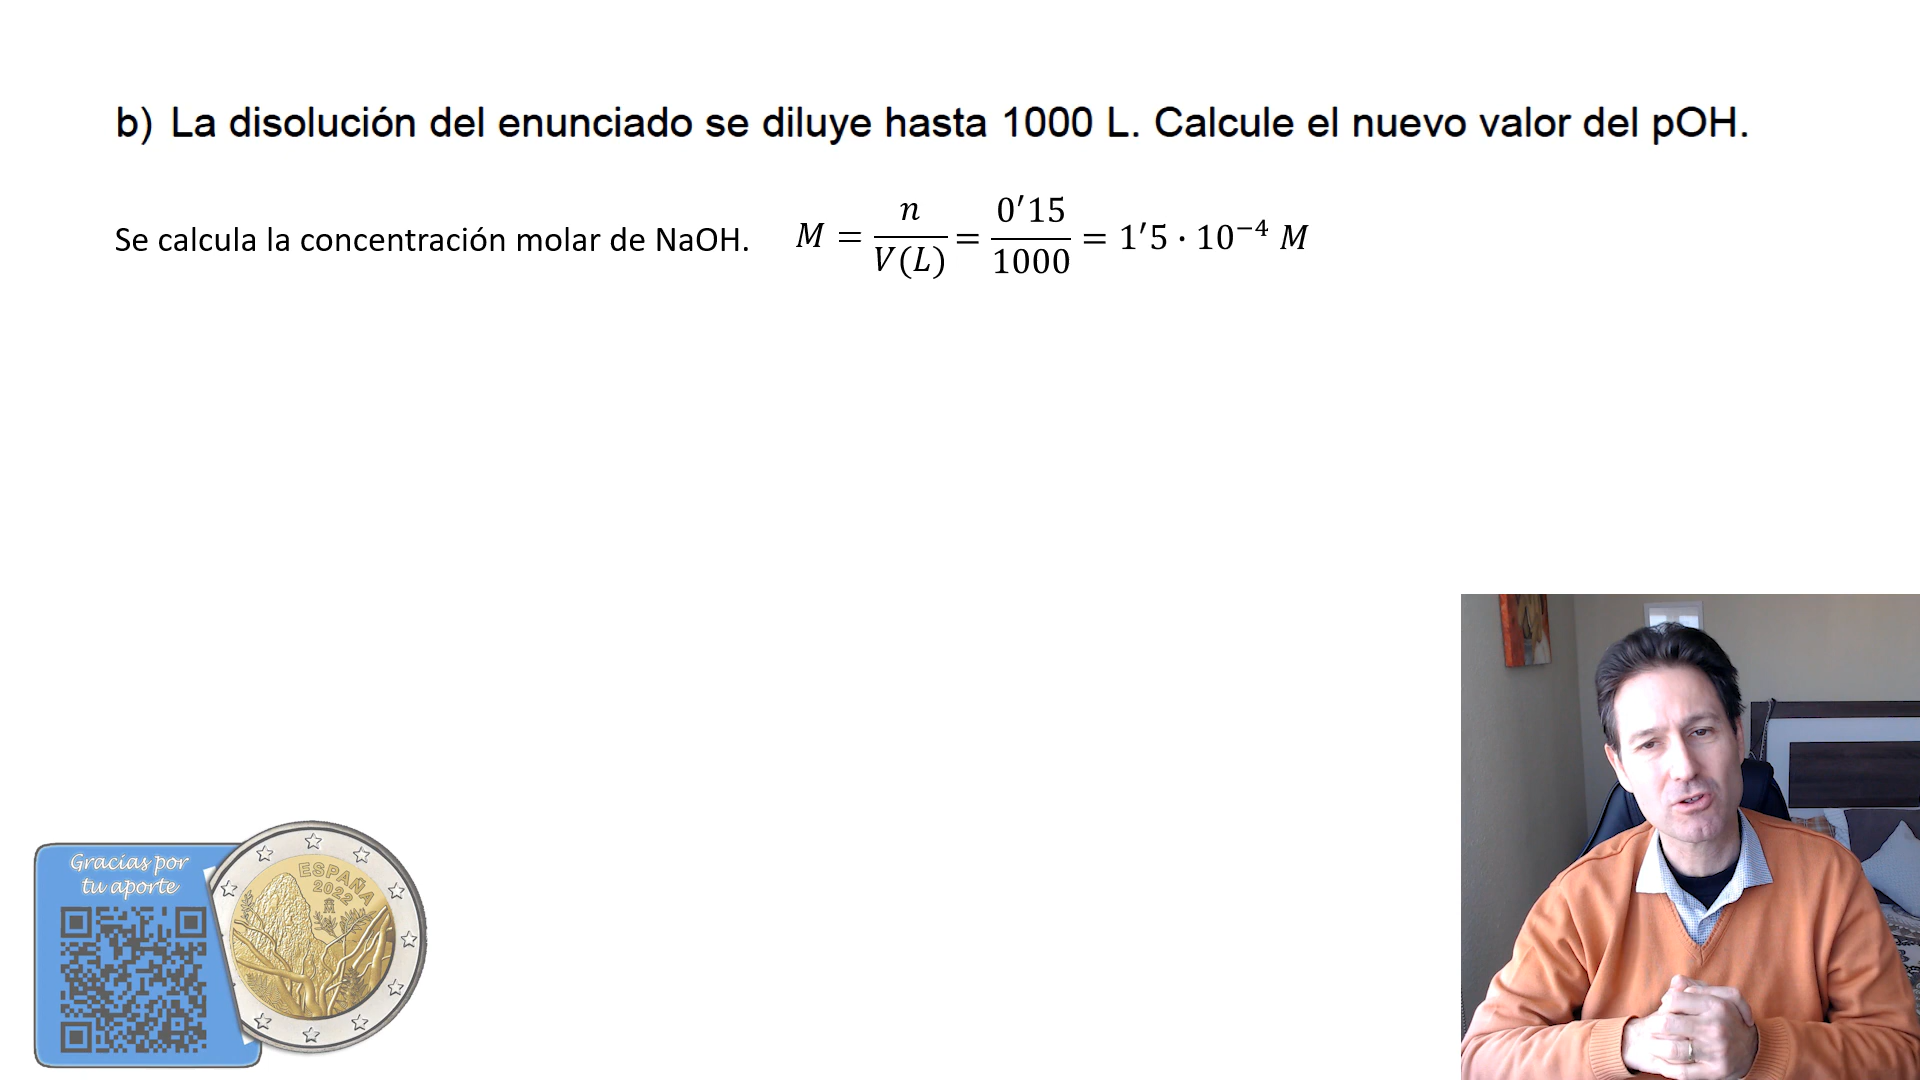 b) La disolución del enunciado se diluye hasta 1000 L. Calcule el nuevo valor del pOH.
Se calcula la concentración molar de NaOH. M = n/V(L) = 0'15/1000 = 1'5 · 10⁻⁴ M
Gracias por
tu aporte
ESPAÑA
2022